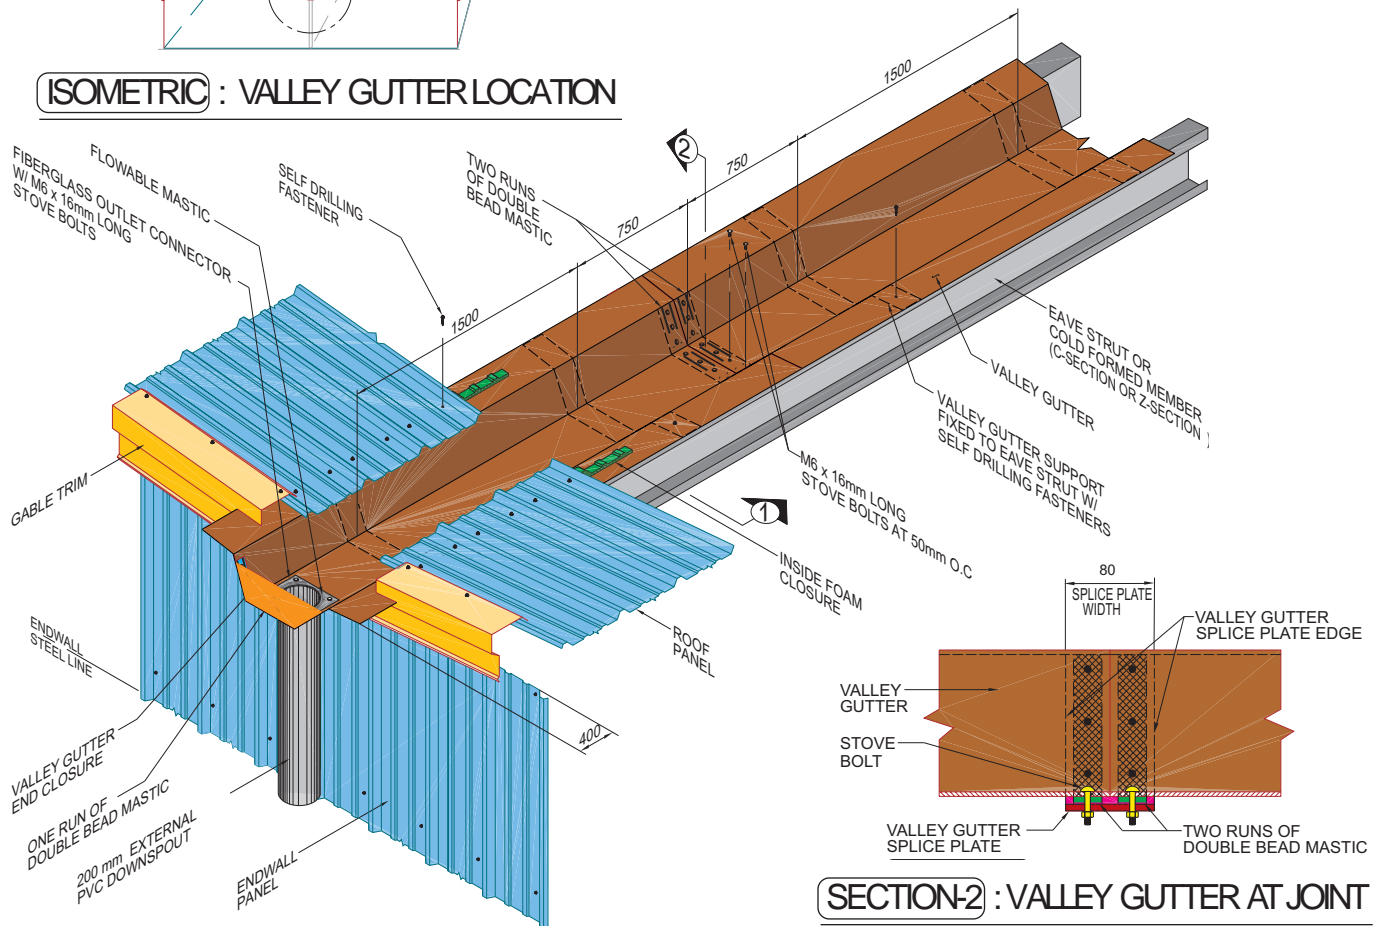 ISOMETRIC : VALLEY GUTTER LOCATION
1500
750
2
750
1500
FLOWABLE MASTIC
FIBERGLASS OUTLET CONNECTOR
W/ M6 x 16mm LONG
STOVE BOLTS
SELF DRILLING
FASTENER
TWO RUNS
OF DOUBLE
BEAD MASTIC
EAVE STRUT OR
COLD FORMED MEMBER
(C-SECTION OR Z-SECTION )
VALLEY GUTTER
VALLEY GUTTER SUPPORT
FIXED TO EAVE STRUT W/
SELF DRILLING FASTENERS
M6 x 16mm LONG
STOVE BOLTS AT 50mm O.C
1
INSIDE FOAM
CLOSURE
ROOF
PANEL
GABLE TRIM
ENDWALL
STEEL LINE
400
VALLEY GUTTER
END CLOSURE
ONE RUN OF
DOUBLE BEAD MASTIC
200 mm EXTERNAL
PVC DOWNSPOUT
ENDWALL
PANEL
80
SPLICE PLATE
WIDTH
VALLEY GUTTER
SPLICE PLATE EDGE
VALLEY
GUTTER
STOVE
BOLT
VALLEY GUTTER
SPLICE PLATE
TWO RUNS OF
DOUBLE BEAD MASTIC
SECTION-2 : VALLEY GUTTER AT JOINT